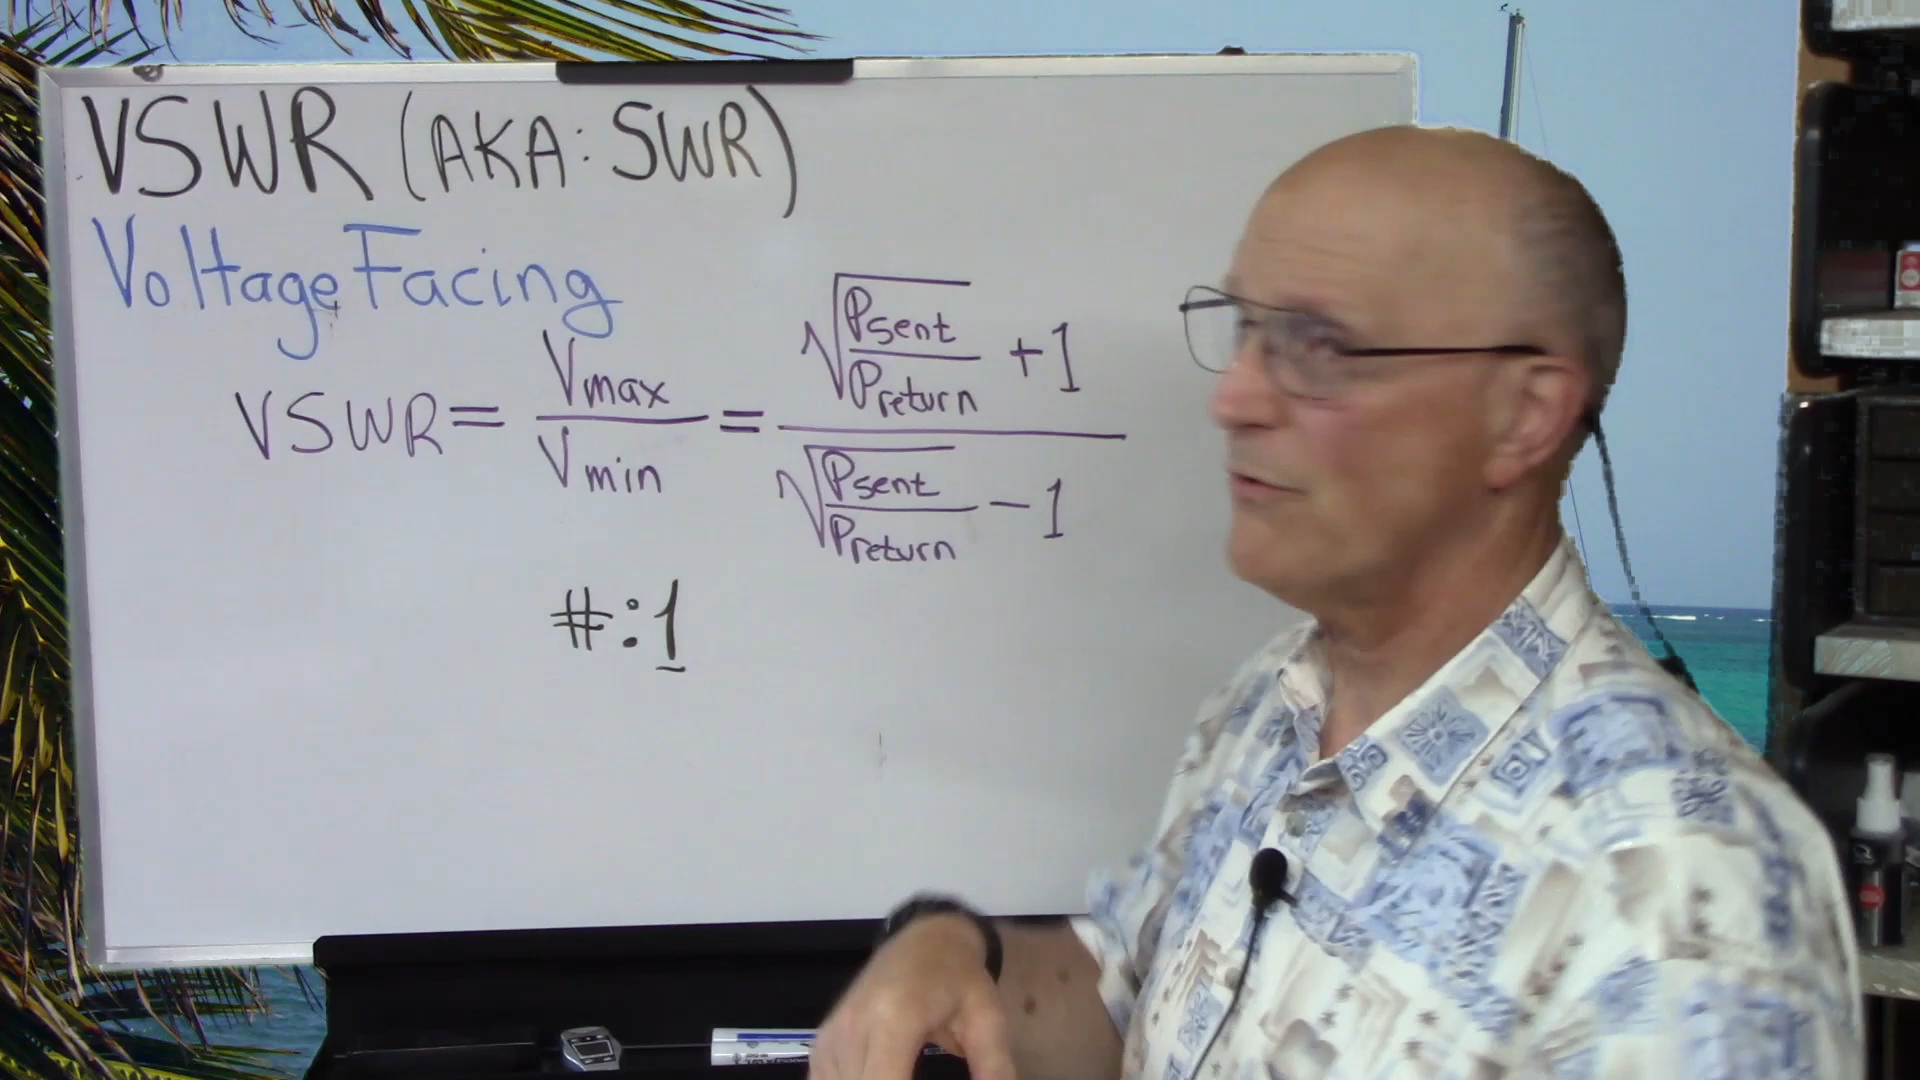 VSWR (AKA: SWR)
Voltage Facing
VSWR = Vmax / Vmin = √(Psent / Preturn) + 1 / √(Psent / Preturn) - 1
#:1